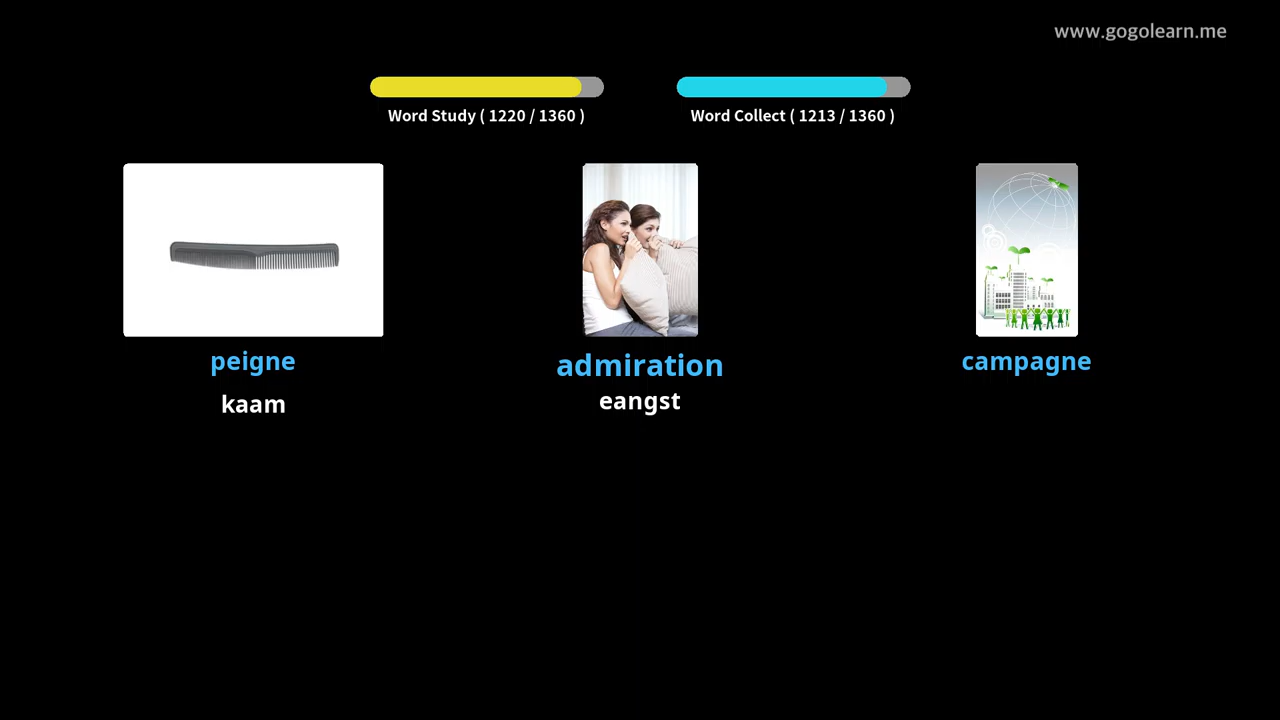 www.gogolearn.me
Word Study ( 1220 / 1360 )
Word Collect ( 1213 / 1360 )
peigne
admiration
campagne
kaam
eangst